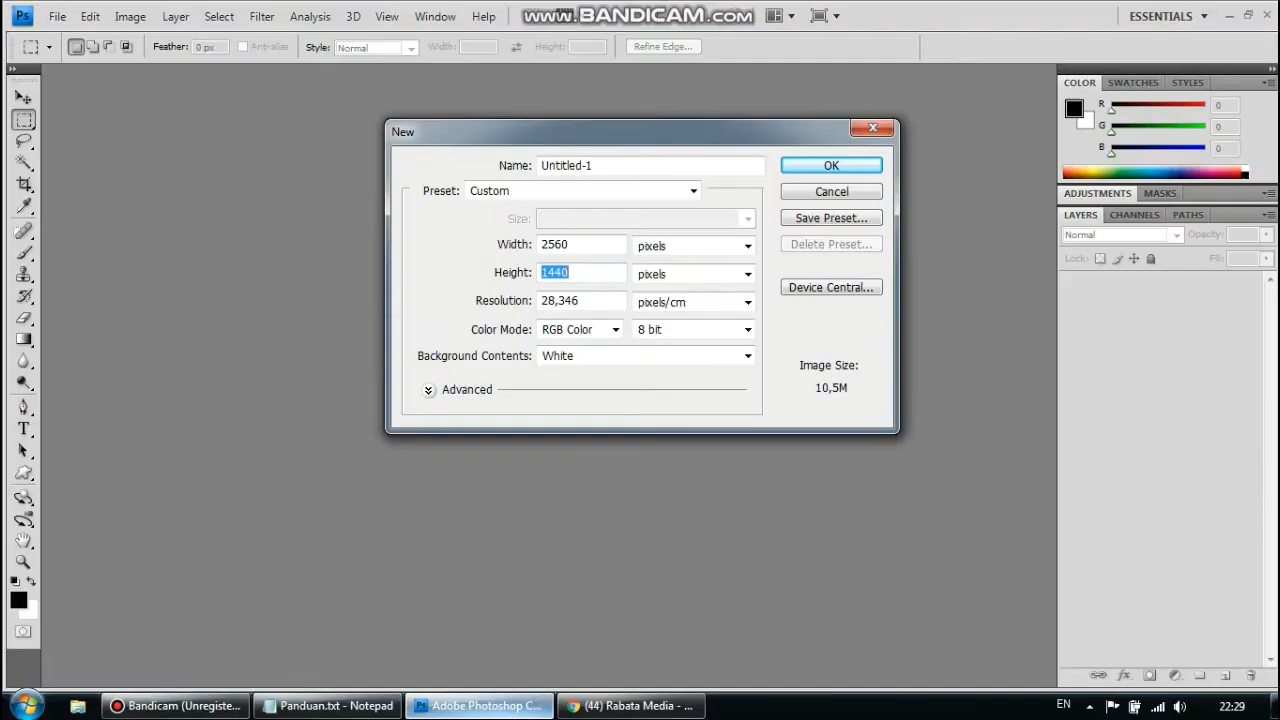 Ps File Edit Image Layer Select Filter Analysis 3D View Window Help www.BANDICAM.com ESSENTIALS
Feather: 0 px Anti-alias Style: Normal Width: Height: Refine Edge...
COLOR SWATCHES STYLES
R 0
G 0
B 0
ADJUSTMENTS MASKS
LAYERS CHANNELS PATHS
Normal Opacity:
Lock: Fill:
New
Name: Untitled-1 OK
Preset: Custom Cancel
Size: Save Preset...
Width: 2560 pixels Delete Preset...
Height: 1440 pixels
Device Central...
Resolution: 28,346 pixels/cm
Color Mode: RGB Color 8 bit
Background Contents: White
Image Size:
10,5M
Advanced
T
Bandicam (Unregiste... Panduan.txt - Notepad Ps Adobe Photoshop C... (44) Rabata Media - ... EN 22:29